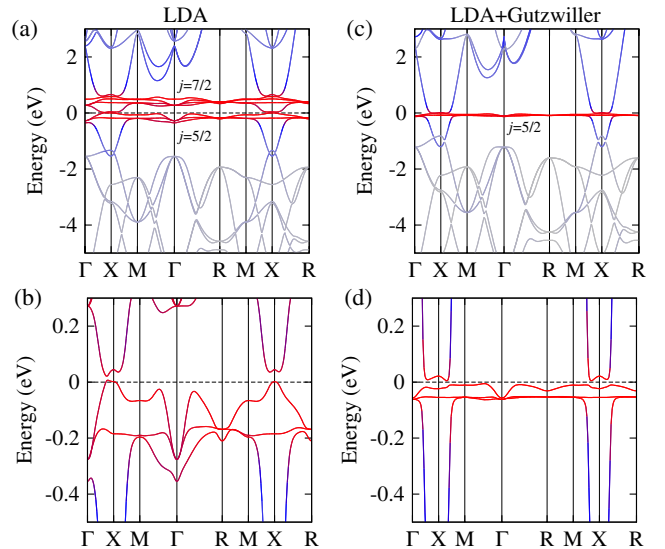 (a)
LDA
Energy (eV)
2
0
-2
-4
j=7/2
j=5/2
Γ X M Γ R M X R
(c)
LDA+Gutzwiller
Energy (eV)
2
0
-2
-4
j=5/2
Γ X M Γ R M X R
(b)
Energy (eV)
0.2
0
-0.2
-0.4
Γ X M Γ R M X R
(d)
Energy (eV)
0.2
0
-0.2
-0.4
Γ X M Γ R M X R